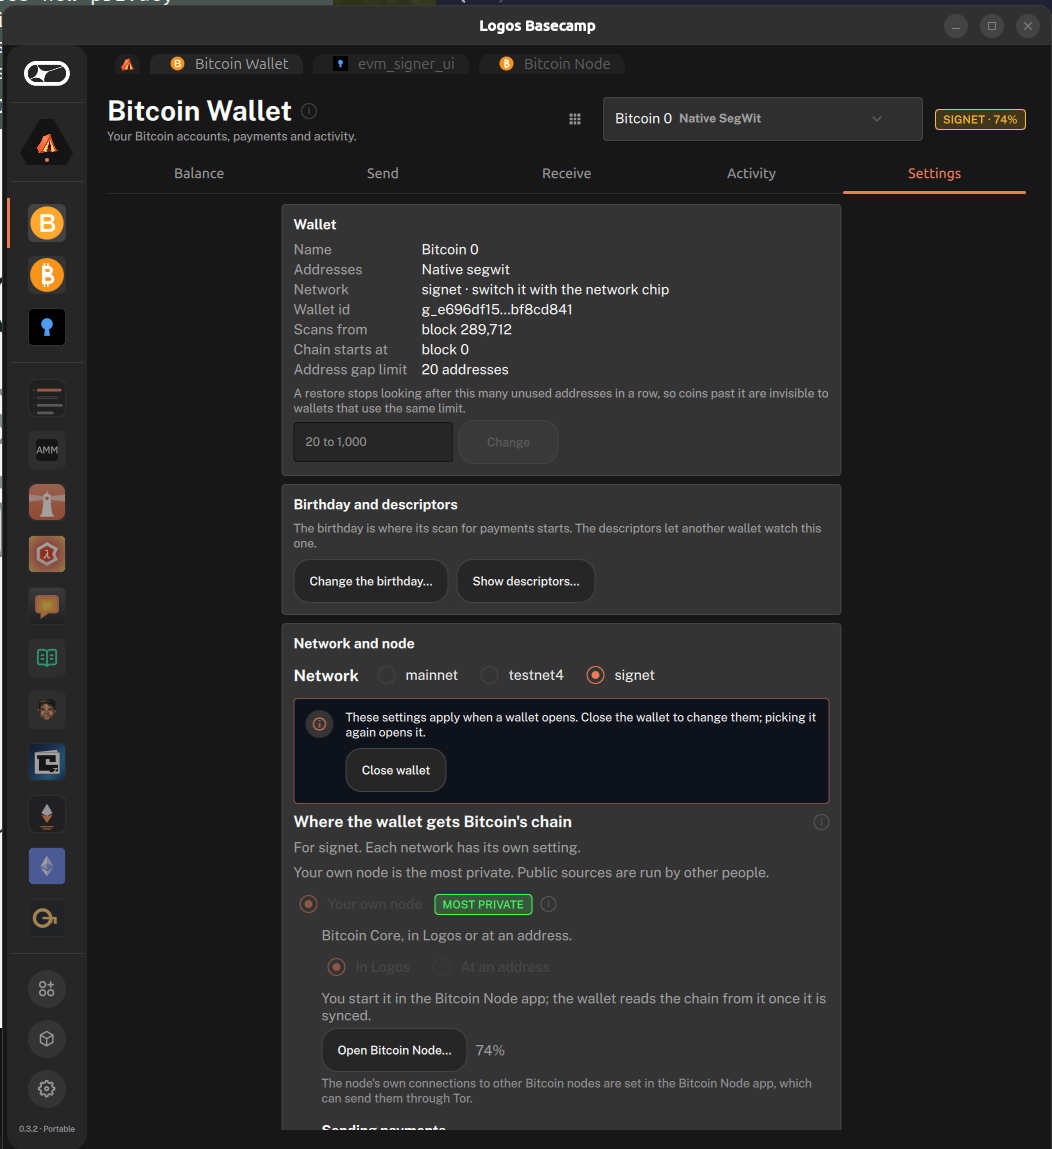 Logos Basecamp
Bitcoin Wallet
evm_signer_ui
Bitcoin Node
Bitcoin Wallet
Your Bitcoin accounts, payments and activity.
Bitcoin 0 Native SegWit
SIGNET · 74%
Balance
Send
Receive
Activity
Settings
Wallet
Name Bitcoin 0
Addresses Native segwit
Network signet · switch it with the network chip
Wallet id g_e696df15...bf8cd841
Scans from block 289,712
Chain starts at block 0
Address gap limit 20 addresses
A restore stops looking after this many unused addresses in a row, so coins past it are invisible to
wallets that use the same limit.
20 to 1,000
Change
Birthday and descriptors
The birthday is where its scan for payments starts. The descriptors let another wallet watch this
one.
Change the birthday...
Show descriptors...
Network and node
Network mainnet testnet4 signet
These settings apply when a wallet opens. Close the wallet to change them; picking it
again opens it.
Close wallet
Where the wallet gets Bitcoin's chain
For signet. Each network has its own setting.
Your own node is the most private. Public sources are run by other people.
Your own node MOST PRIVATE
Bitcoin Core, in Logos or at an address.
In Logos At an address
You start it in the Bitcoin Node app; the wallet reads the chain from it once it is
synced.
Open Bitcoin Node... 74%
The node's own connections to other Bitcoin nodes are set in the Bitcoin Node app, which
can send them through Tor.
Sending payments
AMM
0.3.2 · Portable